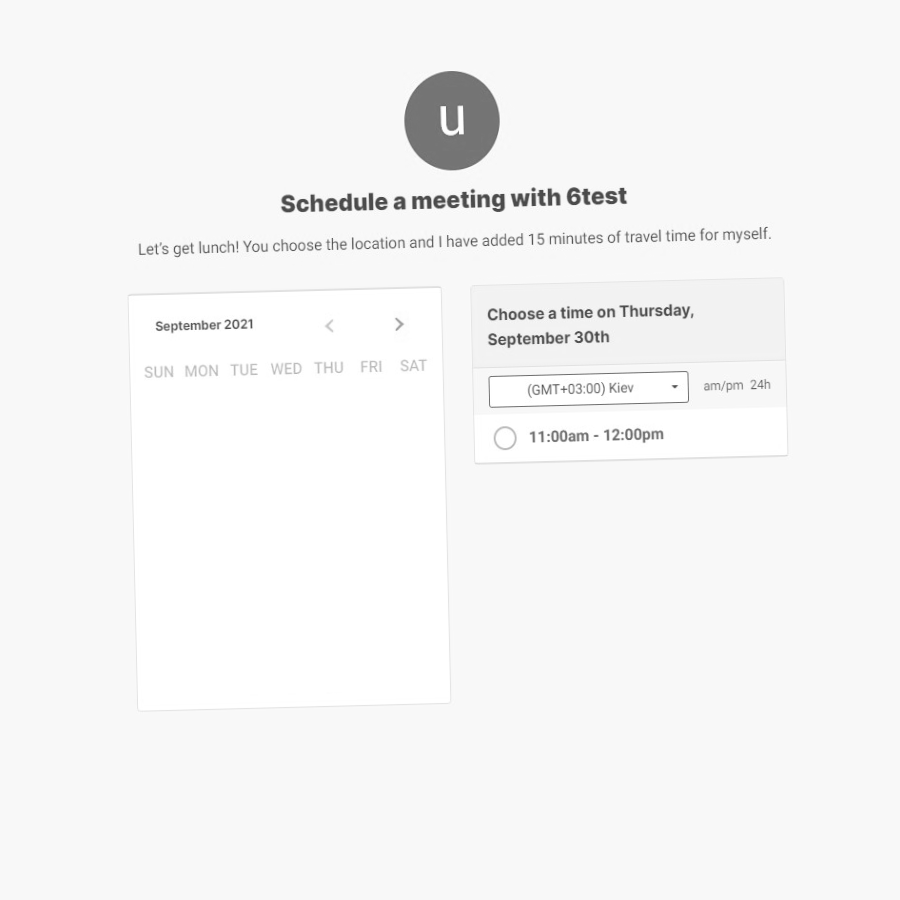 u
Schedule a meeting with 6test
Let's get lunch! You choose the location and I have added 15 minutes of travel time for myself.
September 2021
SUN MON TUE WED THU FRI SAT
Choose a time on Thursday,
September 30th
(GMT+03:00) Kiev
am/pm 24h
11:00am - 12:00pm